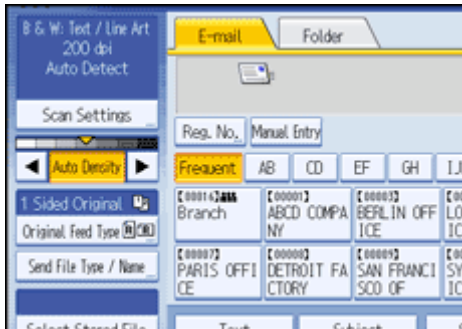 B & W: Text / Line Art
200 dpi
Auto Detect
Scan Settings
Auto Density
1 Sided Original
Original Feed Type
Send File Type / Name
Select Stored File
E-mail
Folder
Reg. No.
Manual Entry
Frequent
AB
CD
EF
GH
[00014]
Branch
[00001]
ABCD COMPA
NY
[00003]
BERLIN OFF
ICE
[00007]
PARIS OFFI
CE
[00008]
DETROIT FA
CTORY
[00009]
SAN FRANCI
SCO OF
Text
Subject